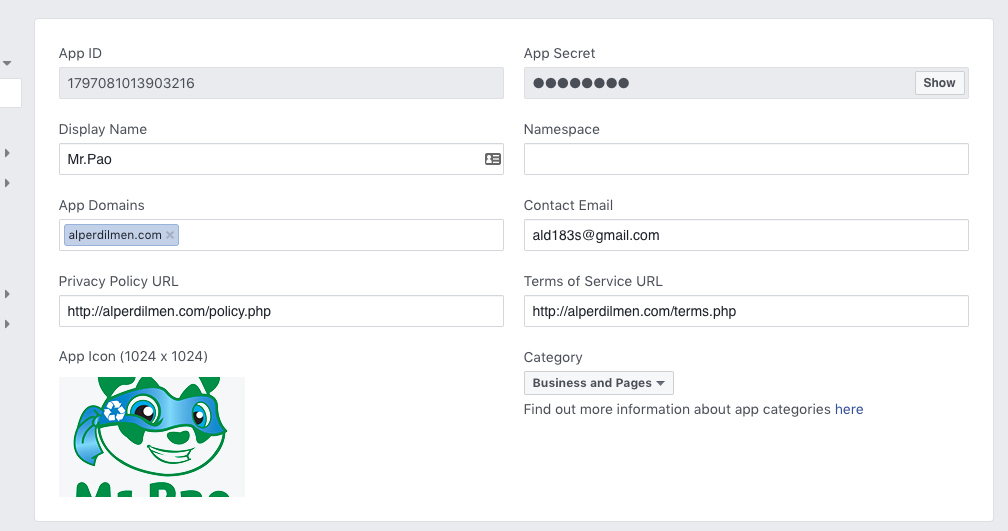 App ID
App Secret
1797081013903216
Show
Display Name
Namespace
Mr.Pao
App Domains
Contact Email
alperdilmen.com
ald183s@gmail.com
Privacy Policy URL
Terms of Service URL
http://alperdilmen.com/policy.php
http://alperdilmen.com/terms.php
App Icon (1024 x 1024)
Category
Business and Pages
Find out more information about app categories here
Mr.Pao